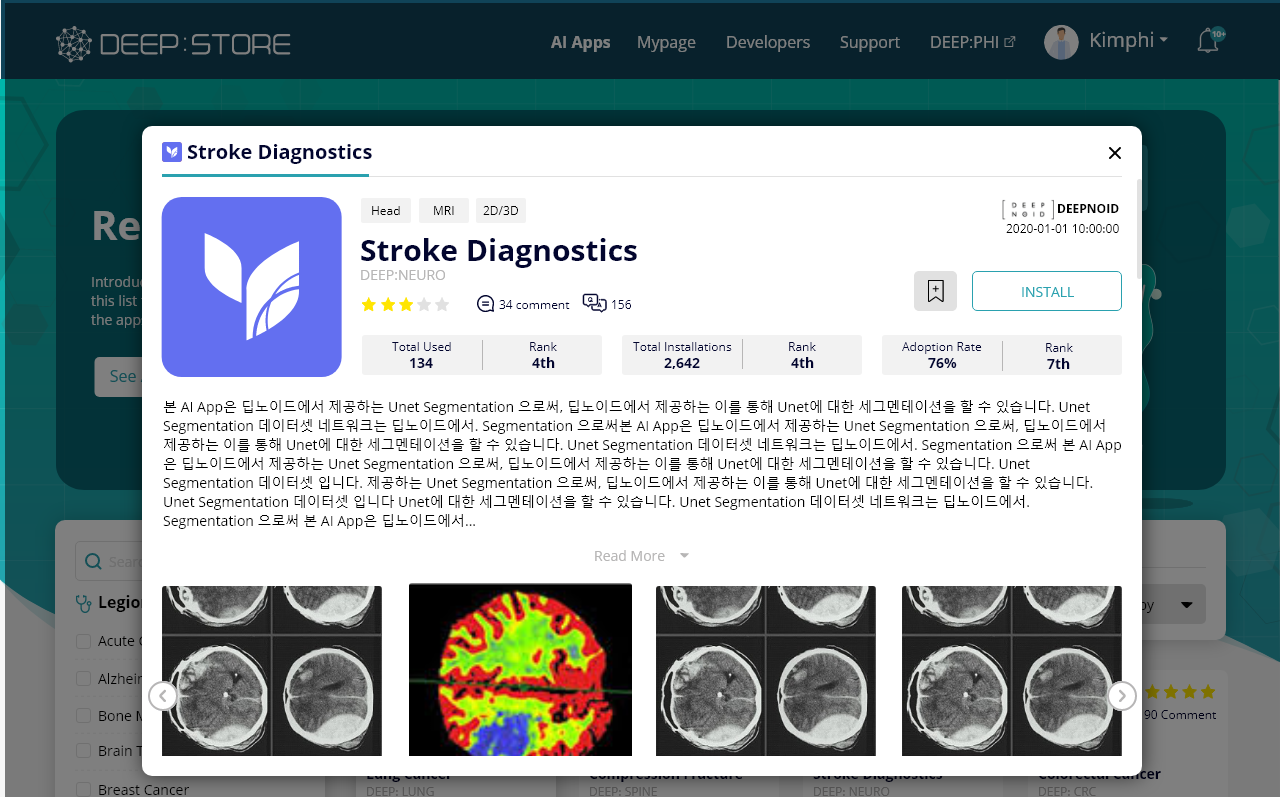 DEEP:STORE
AI Apps Mypage Developers Support DEEP:PHI Kimphi 10+
Stroke Diagnostics
Head MRI 2D/3D
DEEP NOID DEEPNOID
2020-01-01 10:00:00
Stroke Diagnostics
DEEP:NEURO
34 comment 156
INSTALL
Total Used 134 Rank 4th
Total Installations 2,642 Rank 4th
Adoption Rate 76% Rank 7th
본 AI App은 딥노이드에서 제공하는 Unet Segmentation 으로써, 딥노이드에서 제공하는 이를 통해 Unet에 대한 세그멘테이션을 할 수 있습니다. Unet
Segmentation 데이터셋 네트워크는 딥노이드에서. Segmentation 으로써본 AI App은 딥노이드에서 제공하는 Unet Segmentation 으로써, 딥노이드에서
제공하는 이를 통해 Unet에 대한 세그멘테이션을 할 수 있습니다. Unet Segmentation 데이터셋 네트워크는 딥노이드에서. Segmentation 으로써 본 AI App
은 딥노이드에서 제공하는 Unet Segmentation 으로써, 딥노이드에서 제공하는 이를 통해 Unet에 대한 세그멘테이션을 할 수 있습니다. Unet
Segmentation 데이터셋 입니다. 제공하는 Unet Segmentation 으로써, 딥노이드에서 제공하는 이를 통해 Unet에 대한 세그멘테이션을 할 수 있습니다.
Unet Segmentation 데이터셋 입니다 Unet에 대한 세그멘테이션을 할 수 있습니다. Unet Segmentation 데이터셋 네트워크는 딥노이드에서.
Segmentation 으로써 본 AI App은 딥노이드에서...
Read More
this list
the app
See
Acute
Brain
Breast Cancer
90 Comment
Lung Cancer
DEEP: LUNG
Compression Fracture
DEEP: SPINE
Stroke Diagnostics
DEEP: NEURO
Colorectal Cancer
DEEP: CRC